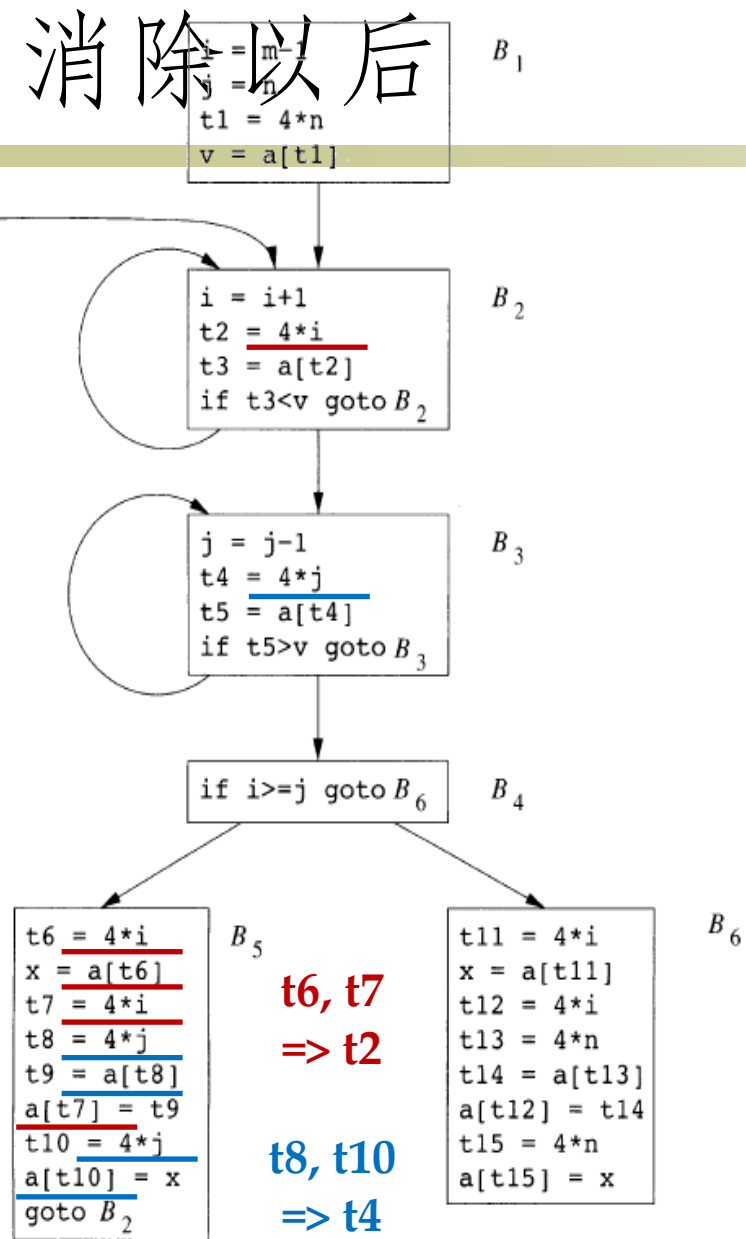 消除以后
i = m-1
j = n
t1 = 4*n
v = a[t1]
B1
i = i+1
t2 = 4*i
t3 = a[t2]
if t3<v goto B2
B2
j = j-1
t4 = 4*j
t5 = a[t4]
if t5>v goto B3
B3
if i>=j goto B6
B4
t6 = 4*i
x = a[t6]
t7 = 4*i
t8 = 4*j
t9 = a[t8]
a[t7] = t9
t10 = 4*j
a[t10] = x
goto B2
B5
t6, t7
=> t2
t8, t10
=> t4
t11 = 4*i
x = a[t11]
t12 = 4*i
t13 = 4*n
t14 = a[t13]
a[t12] = t14
t15 = 4*n
a[t15] = x
B6